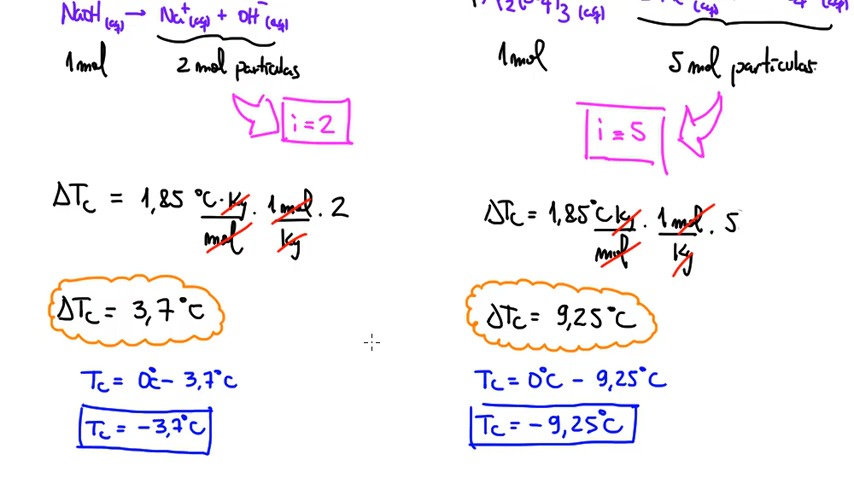 NaOH(aq) → Na⁺(aq) + OH⁻(aq)
1 mol 2 mol partículas
i = 2
ΔTc = 1,85 °C · Kg/mol · 1 mol/Kg · 2
ΔTc = 3,7°C
Tc = 0°c - 3,7°C
Tc = -3,7°C
1 mol 5 mol partículas.
i = 5
ΔTc = 1,85°C Kg/mol · 1 mol/Kg · 5
ΔTc = 9,25°C
Tc = 0°C - 9,25°C
Tc = -9,25°C